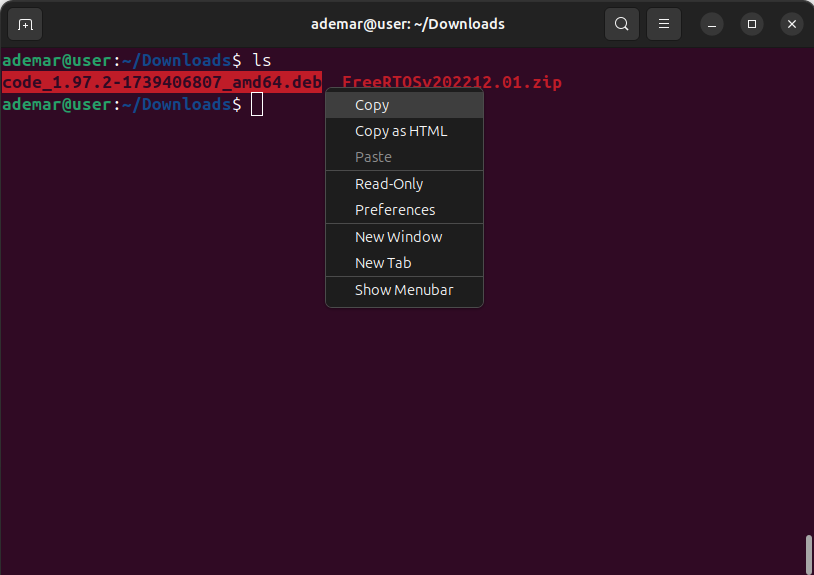 ademar@user: ~/Downloads
ademar@user:~/Downloads$ ls
code_1.97.2-1739406807_amd64.deb  FreeRTOSv202212.01.zip
ademar@user:~/Downloads$
Copy
Copy as HTML
Paste
Read-Only
Preferences
New Window
New Tab
Show Menubar